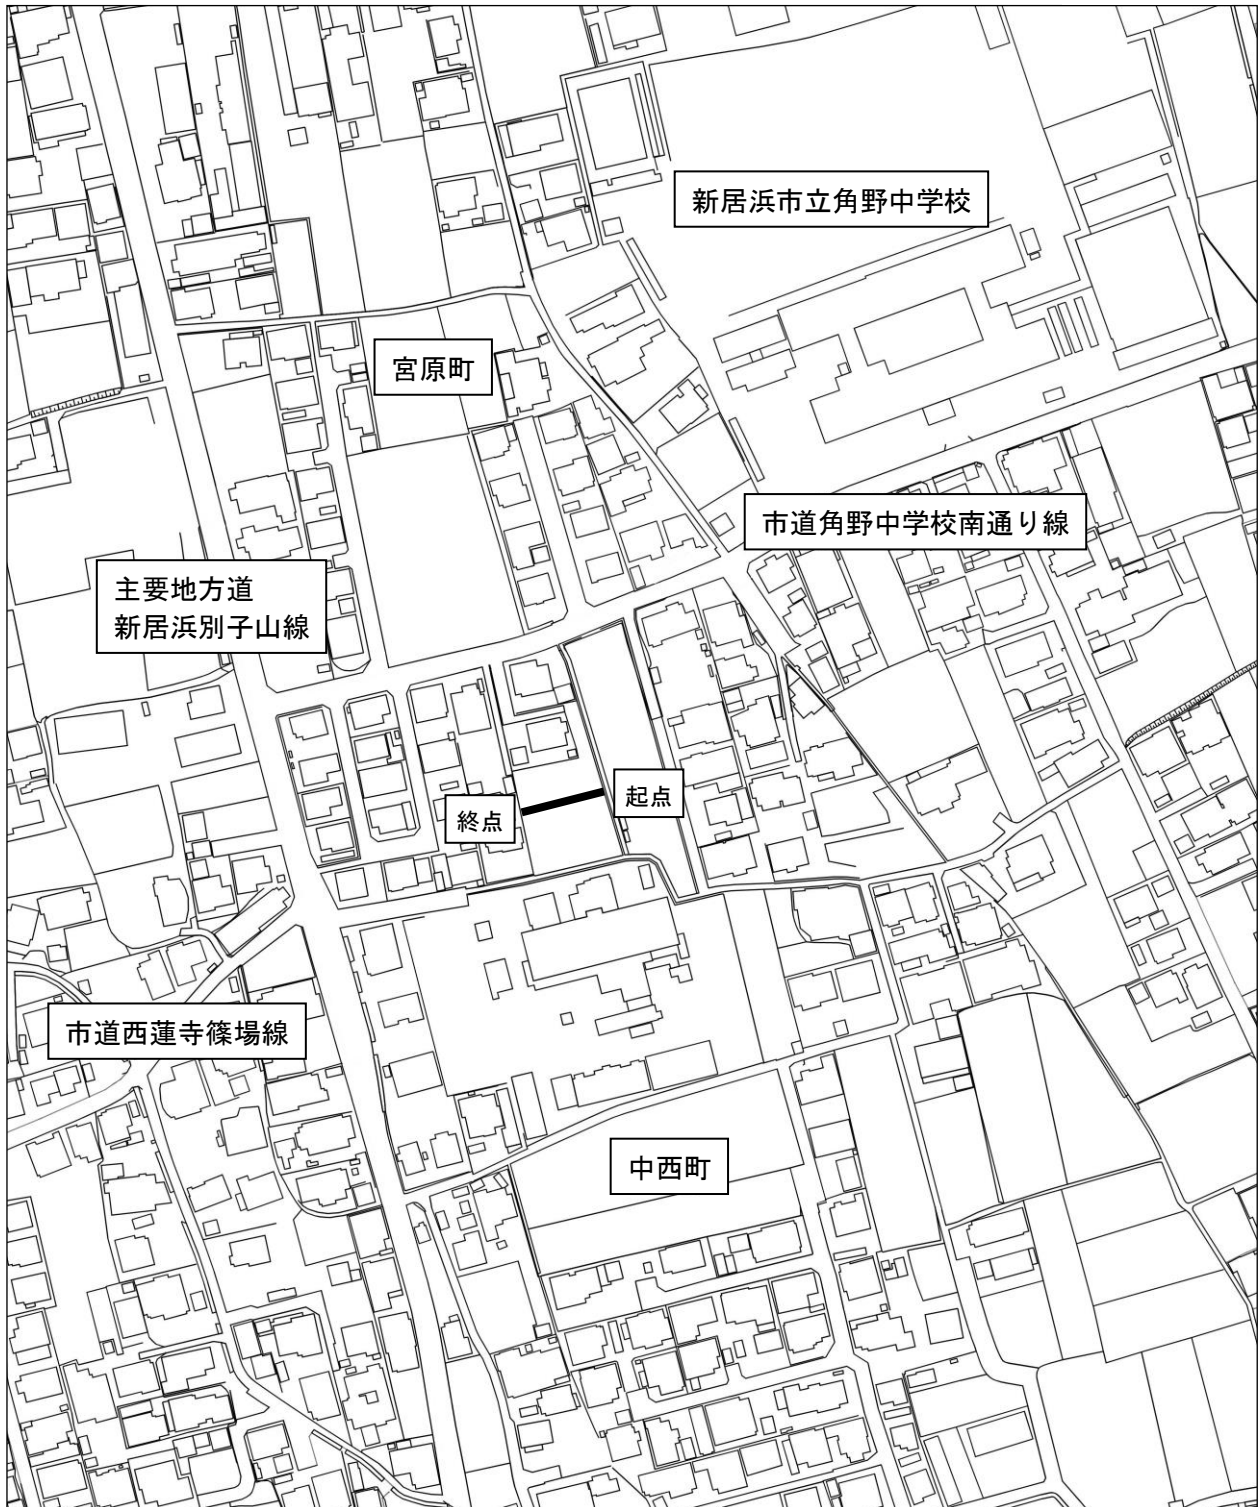 新居浜市立角野中学校
宮原町
市道角野中学校南通り線
主要地方道
新居浜別子山線
起点
終点
市道西蓮寺篠場線
中西町